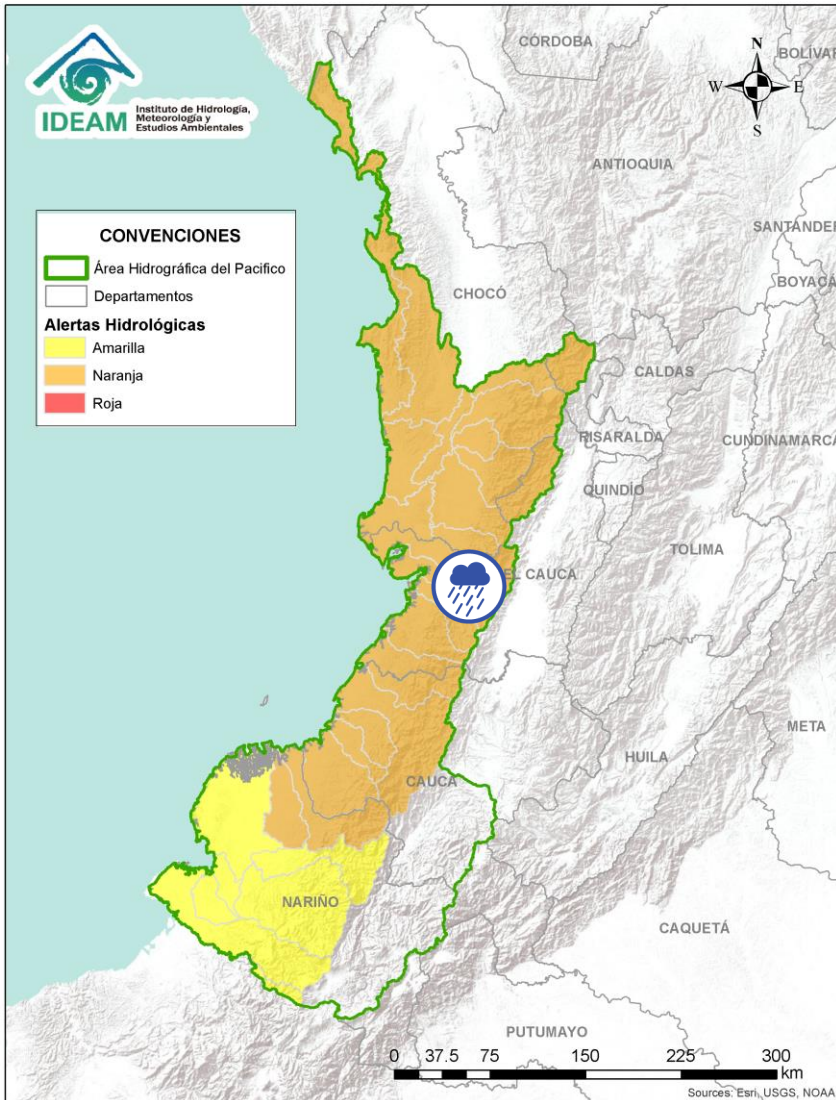 IDEAM
Instituto de Hidrología,
Meteorología y
Estudios Ambientales
CÓRDOBA
BOLÍVAR
N
W
E
S
ANTIOQUIA
SANTANDER
BOYACÁ
CONVENCIONES
Área Hidrográfica del Pacifico
Departamentos
Alertas Hidrológicas
Amarilla
Naranja
Roja
CHOCÓ
CALDAS
RISARALDA
CUNDINAMARCA
QUINDÍO
TOLIMA
EL CAUCA
META
HUILA
CAUCA
NARIÑO
CAQUETÁ
PUTUMAYO
0 37.5 75 150 225 300
km
Sources: Esri, USGS, NOAA